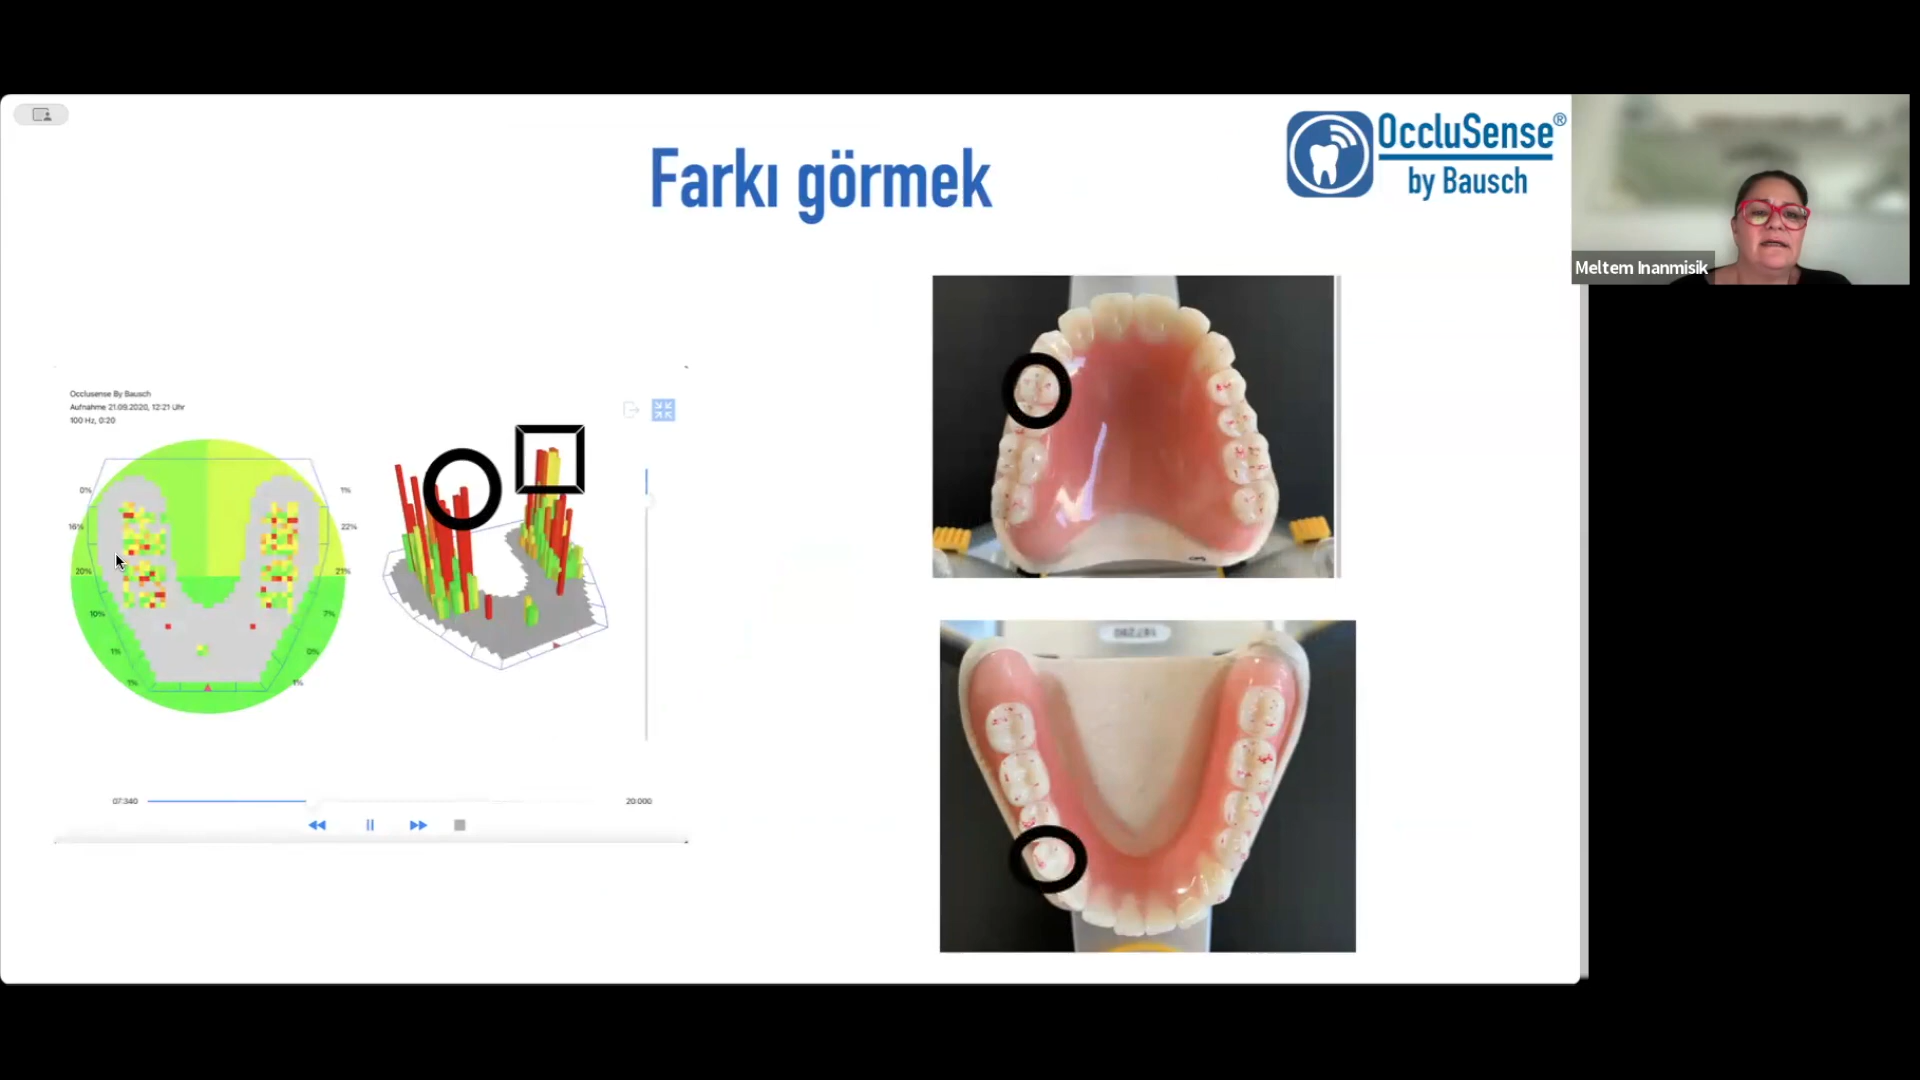 Farkı görmek
OccluSense®
by Bausch
Meltem Inanmisik
Occlusense By Bausch
Aufnahme 21.09.2020, 12:21 Uhr
100 Hz, 0:20
0%
1%
16%
22%
20%
21%
10%
7%
1%
0%
1%
1%
07:340
20:000